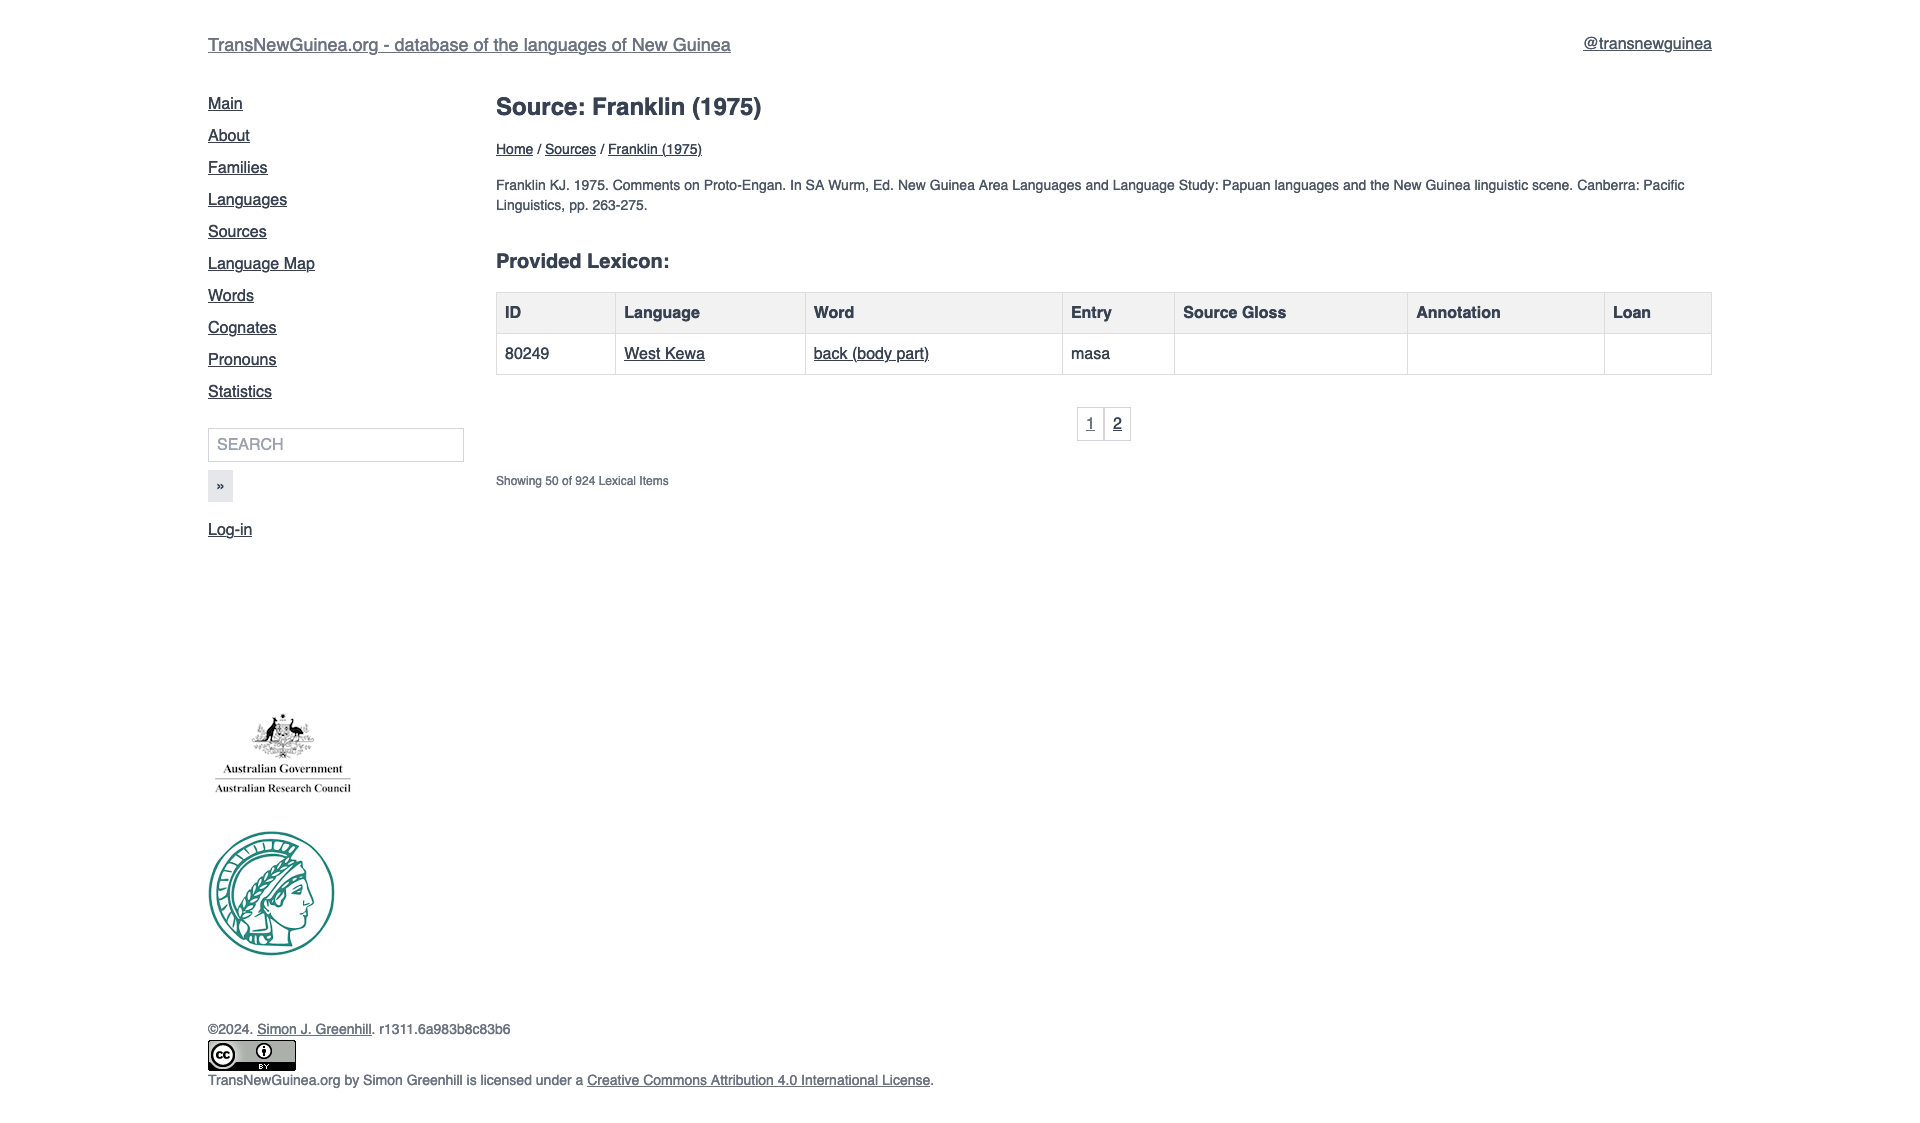 TransNewGuinea.org - database of the languages of New Guinea
@transnewguinea
Main
About
Families
Languages
Sources
Language Map
Words
Cognates
Pronouns
Statistics
SEARCH
»
Log-in
Source: Franklin (1975)
Home / Sources / Franklin (1975)
Franklin KJ. 1975. Comments on Proto-Engan. In SA Wurm, Ed. New Guinea Area Languages and Language Study: Papuan languages and the New Guinea linguistic scene. Canberra: Pacific
Linguistics, pp. 263-275.
Provided Lexicon:
ID Language Word Entry Source Gloss Annotation Loan
80249 West Kewa back (body part) masa
1 2
Showing 50 of 924 Lexical Items
Australian Government
Australian Research Council
©2024. Simon J. Greenhill. r1311.6a983b8c83b6
cc BY
TransNewGuinea.org by Simon Greenhill is licensed under a Creative Commons Attribution 4.0 International License.